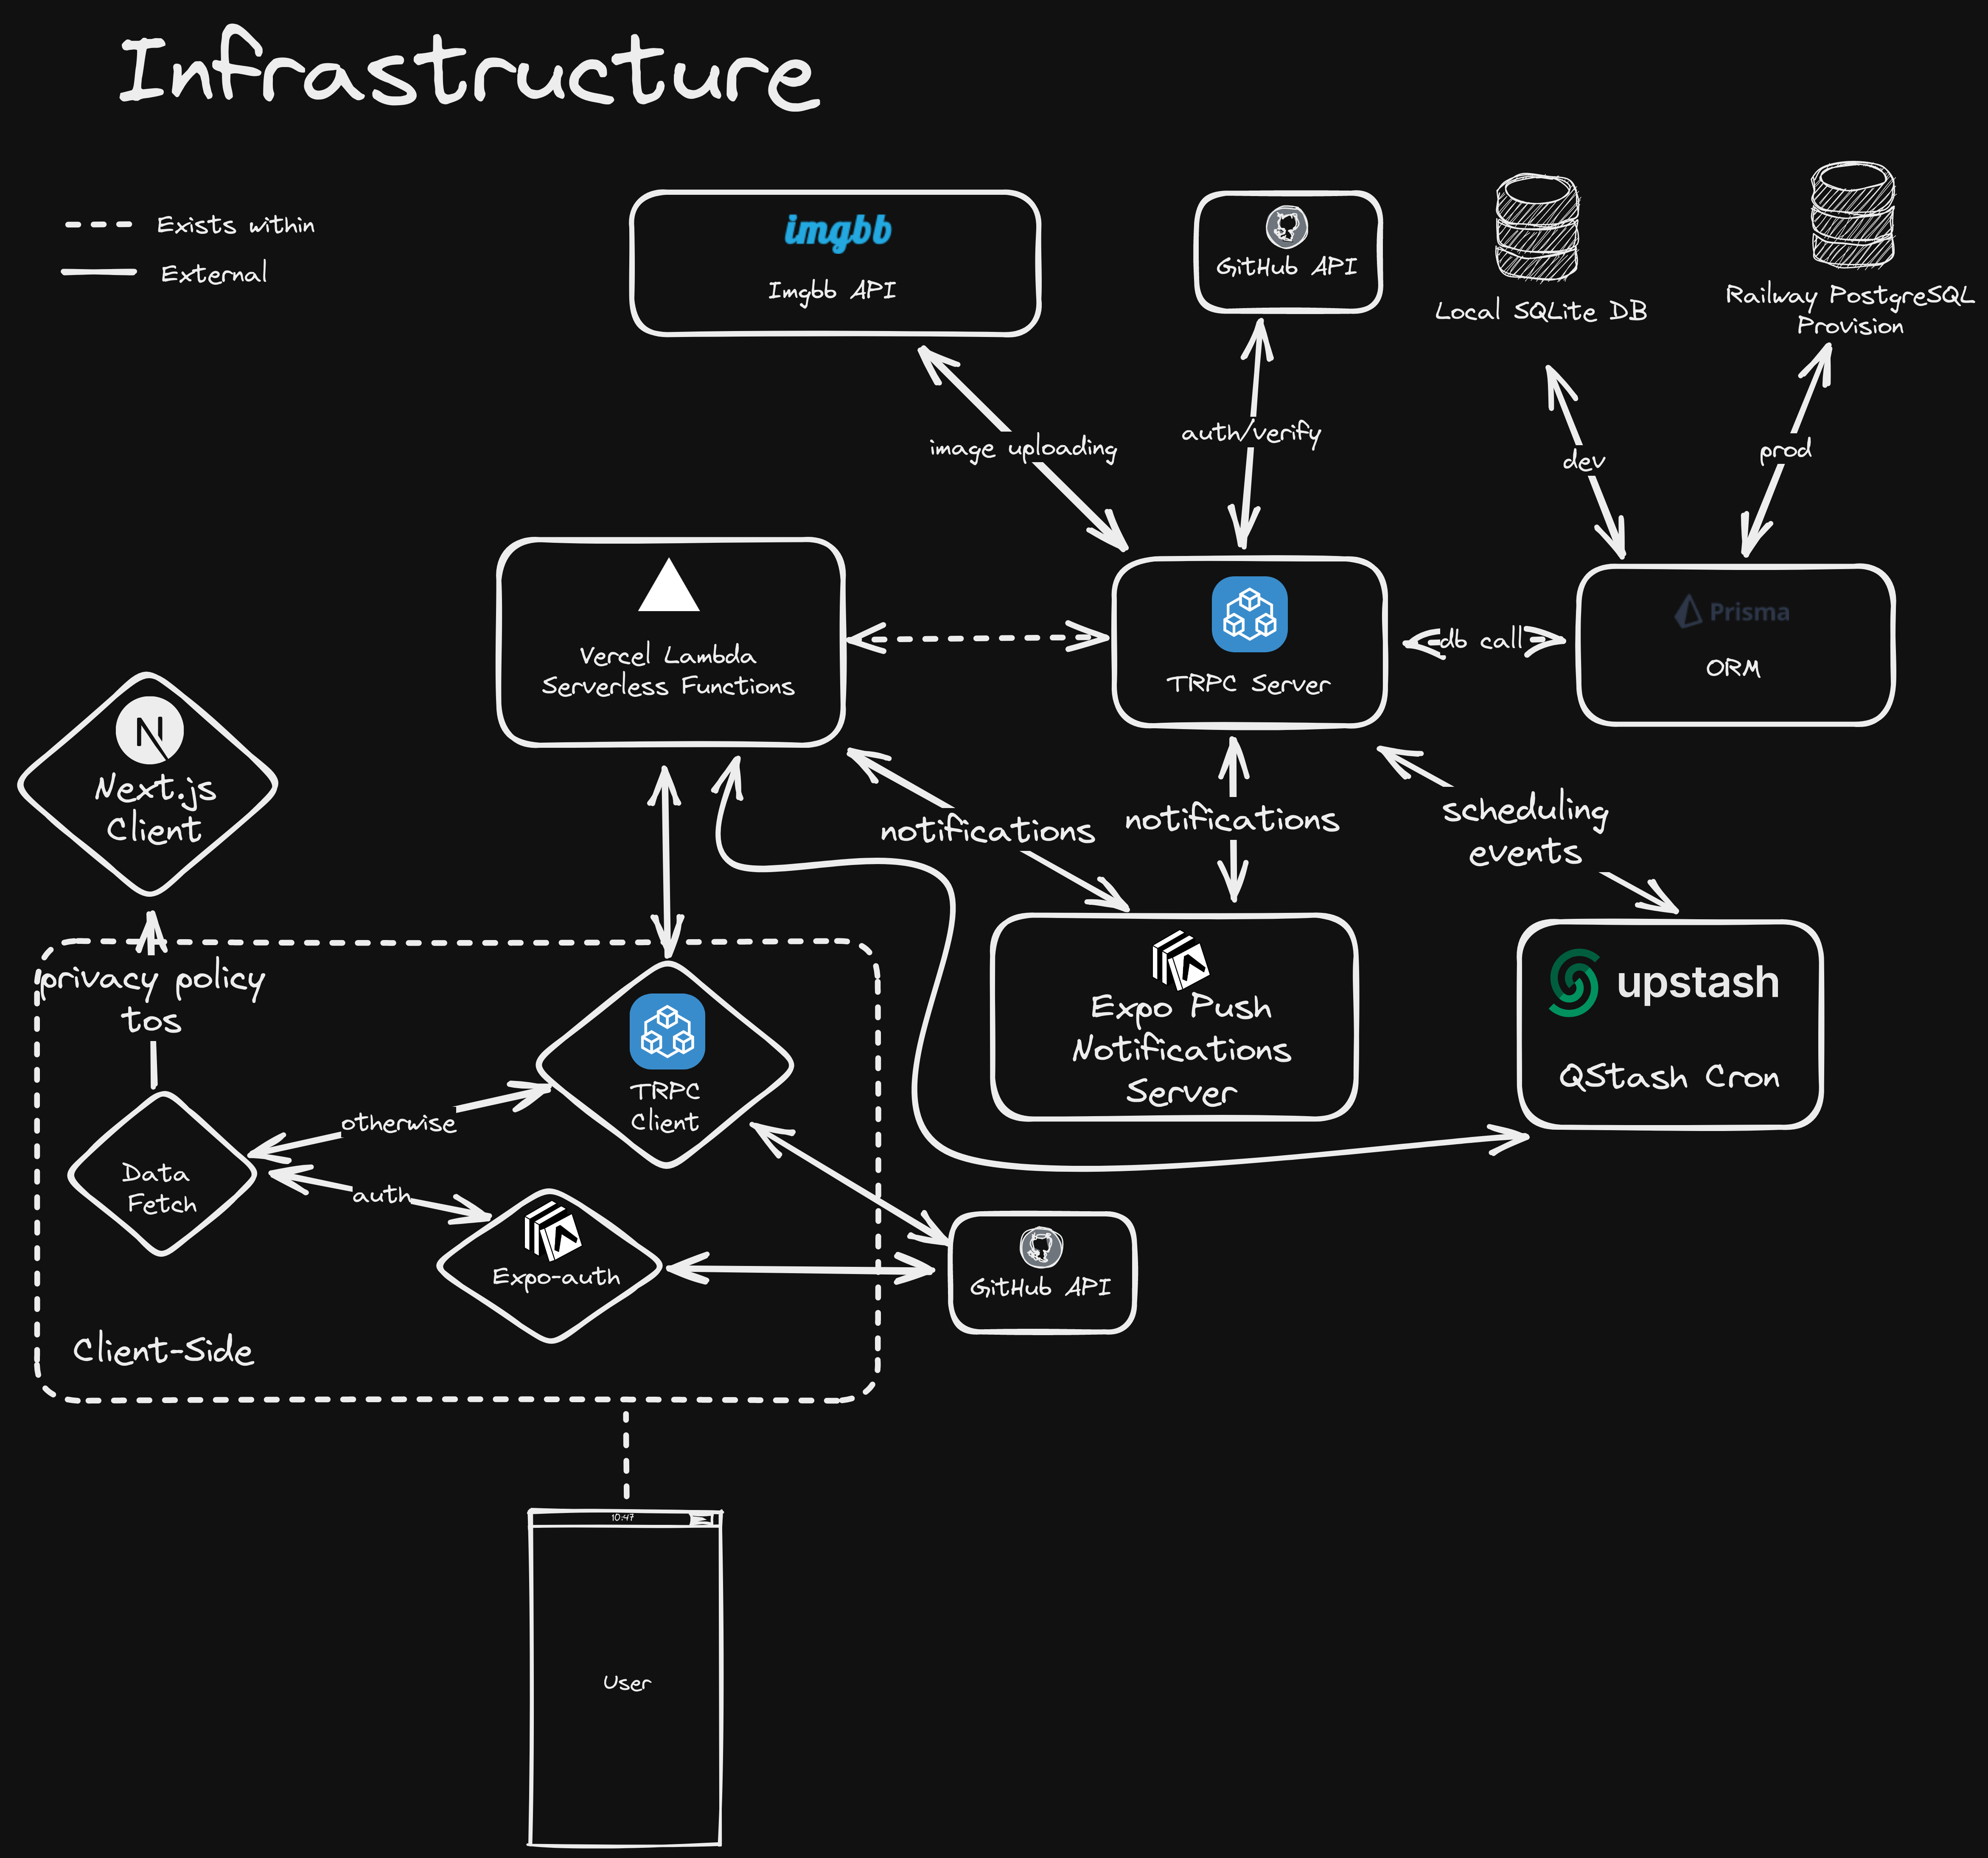 Infrastructure
Exists within
External
imgbb
Imgbb API
GitHub API
Local SQLite DB
Railway PostgreSQL
Provision
image uploading
auth/verify
dev
prod
Vercel Lambda
Serverless Functions
TRPC Server
db call
Prisma
ORM
N
Next.js
Client
notifications
notifications
scheduling
events
privacy policy
tos
TRPC
Client
Expo Push
Notifications
Server
upstash
QStash Cron
otherwise
Data
Fetch
auth
Expo-auth
GitHub API
Client-Side
10:47
User